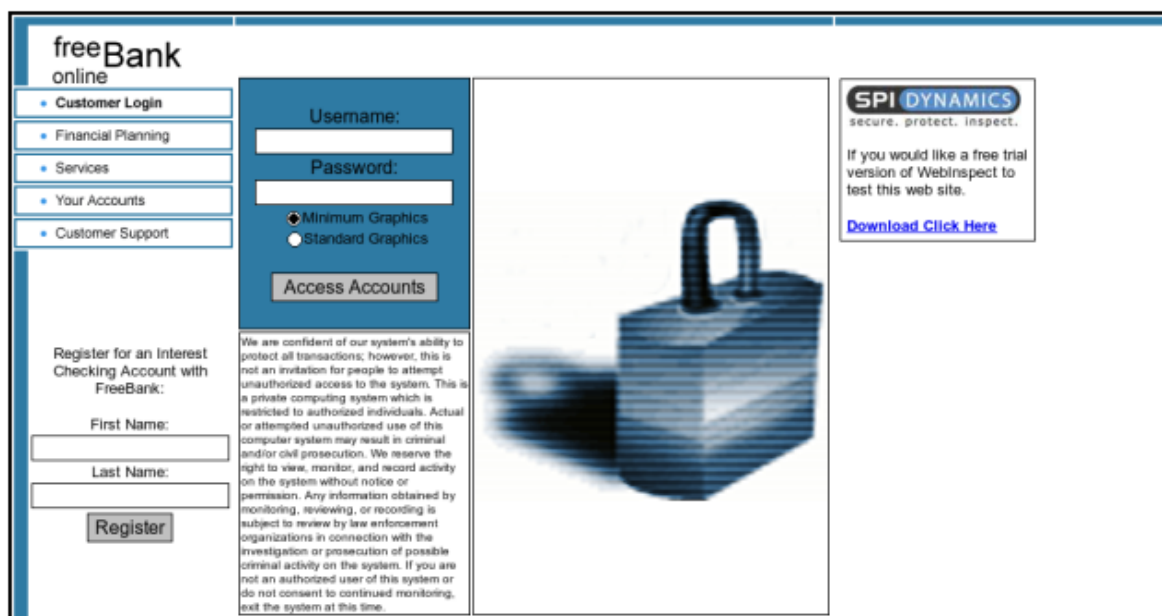 free Bank
online
Customer Login
Financial Planning
Services
Your Accounts
Customer Support
Register for an Interest
Checking Account with
FreeBank:
First Name:
Last Name:
Register
Username:
Password:
Minimum Graphics
Standard Graphics
Access Accounts
We are confident of our system's ability to
protect all transactions; however, this is
not an invitation for people to attempt
unauthorized access to the system. This is
a private computing system which is
restricted to authorized individuals. Actual
or attempted unauthorized use of this
computer system may result in criminal
and/or civil prosecution. We reserve the
right to view, monitor, and record activity
on the system without notice or
permission. Any information obtained by
monitoring, reviewing, or recording is
subject to review by law enforcement
organizations in connection with the
investigation or prosecution of possible
criminal activity on the system. If you are
not an authorized user of this system or
do not consent to continued monitoring,
exit the system at this time.
SPI DYNAMICS
secure. protect. inspect.
If you would like a free trial
version of WebInspect to
test this web site.
Download Click Here